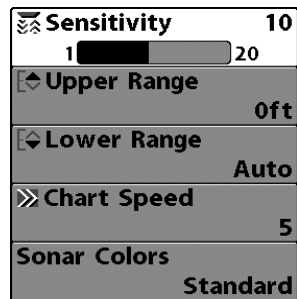 Sensitivity 10
1 20
Upper Range
0ft
Lower Range
Auto
Chart Speed
5
Sonar Colors
Standard